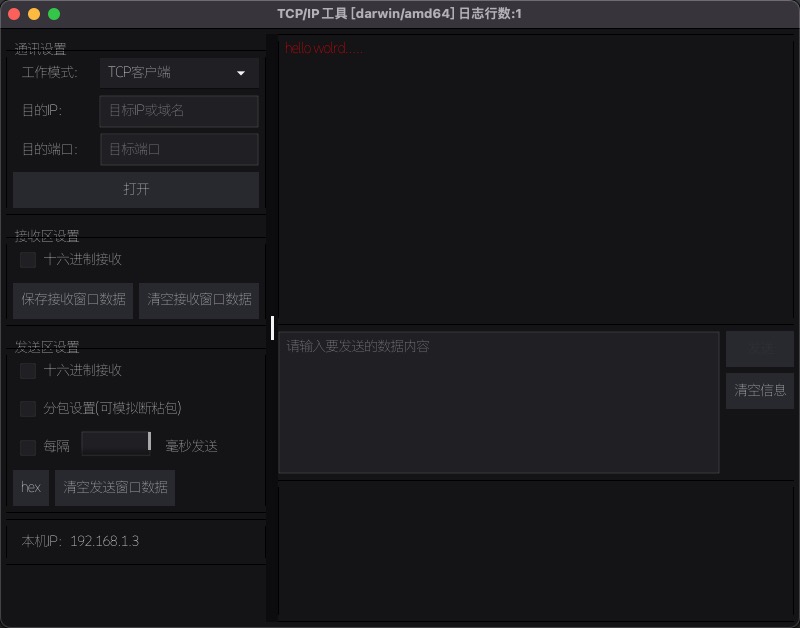 TCP/IP 工具 [darwin/amd64] 日志行数:1
通讯设置
工作模式: TCP客户端
目的IP: 目标IP或域名
目的端口: 目标端口
打开
接收区设置
十六进制接收
保存接收窗口数据 清空接收窗口数据
发送区设置
十六进制接收
分包设置(可模拟断粘包)
每隔 毫秒发送
hex 清空发送窗口数据
本机IP: 192.168.1.3
hello wolrd.....
请输入要发送的数据内容
发送
清空信息